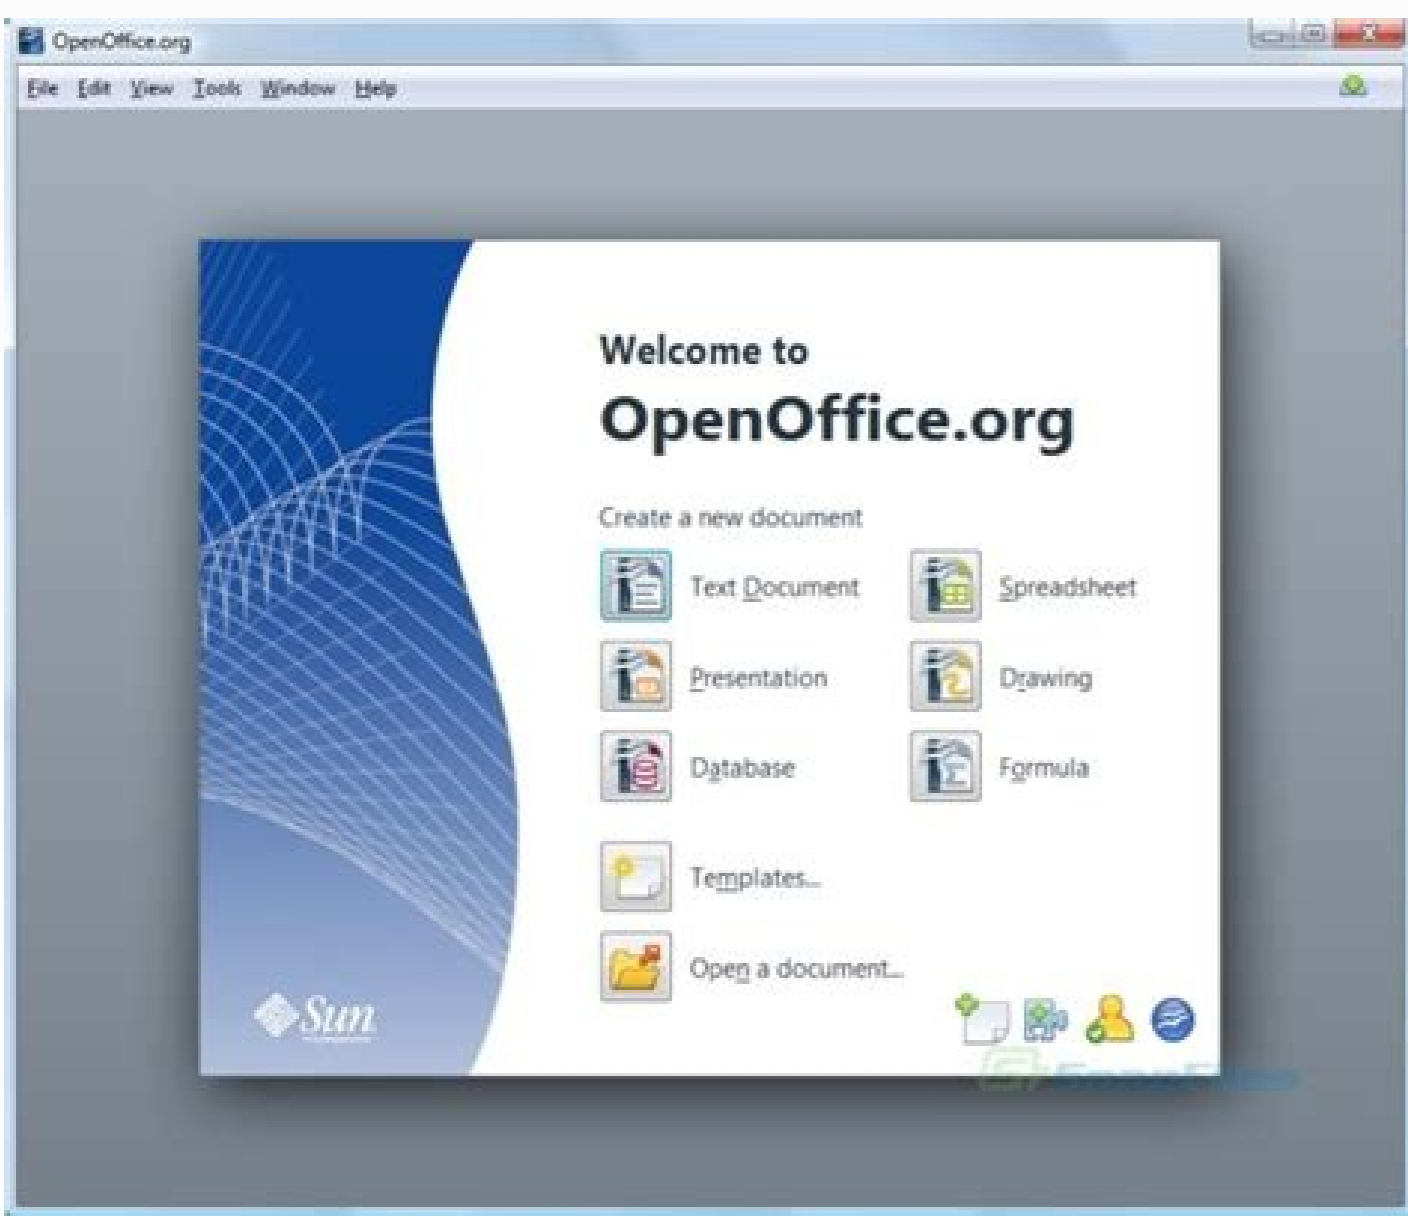 OpenOffice.org
File Edit View Tools Window Help
Welcome to
OpenOffice.org
Create a new document
Text Document Spreadsheet
Presentation Drawing
Database Formula
Templates...
Open a document...
Sun